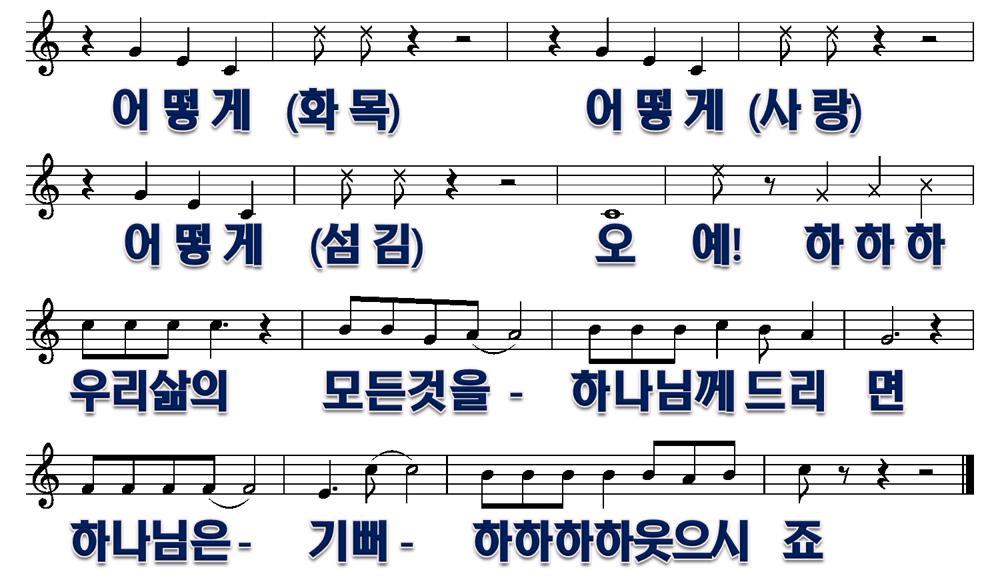 어 떻 게 (화 목) 어 떻 게 (사 랑)
어 떻 게 (섬 김) 오 예! 하 하 하
우리삶의 모든것을 - 하나님께 드리 면
하나님은 - 기뻐 - 하하하하웃으시 죠